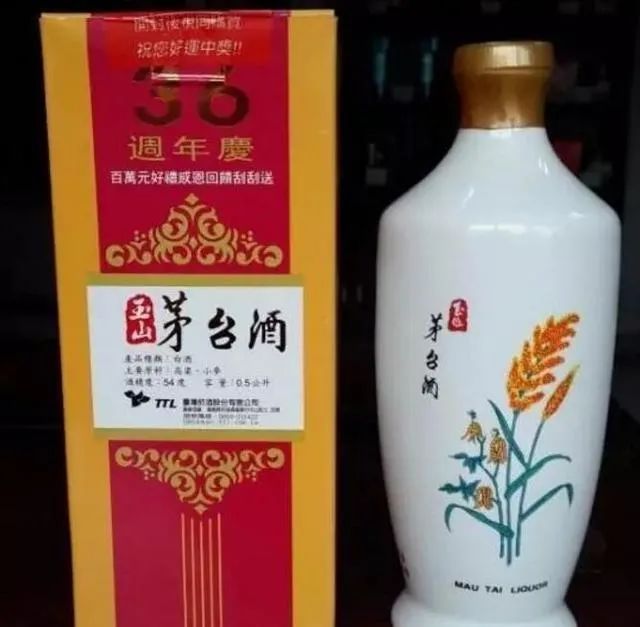 祝您好運中獎!!
36
週年慶
百萬元好禮感恩回饋刮刮送
玉山
茅台酒
產品種類：白酒
主要原料：高粱、小麥
酒精度：54度 容量：0.5公升
TTL 臺灣菸酒股份有限公司
玉山
茅台酒
MAU TAI LIQUOR